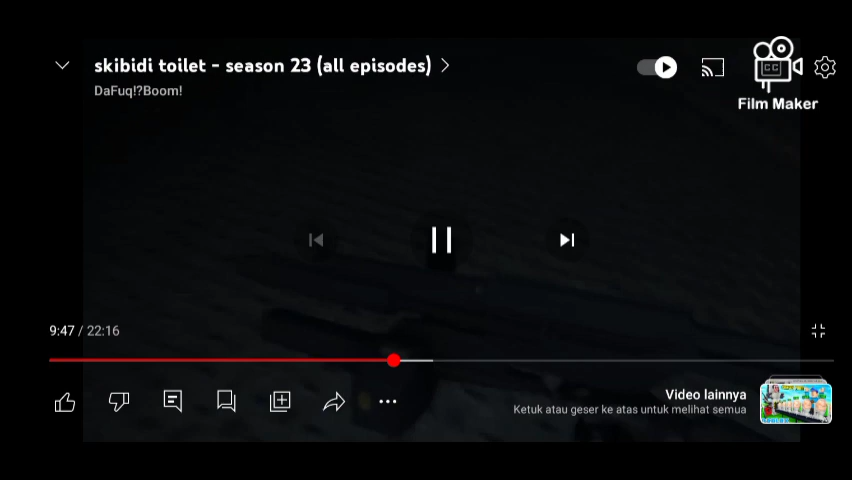 skibidi toilet - season 23 (all episodes)
DaFuq!?Boom!
CC
Film Maker
9:47 / 22:16
Video lainnya
Ketuk atau geser ke atas untuk melihat semua